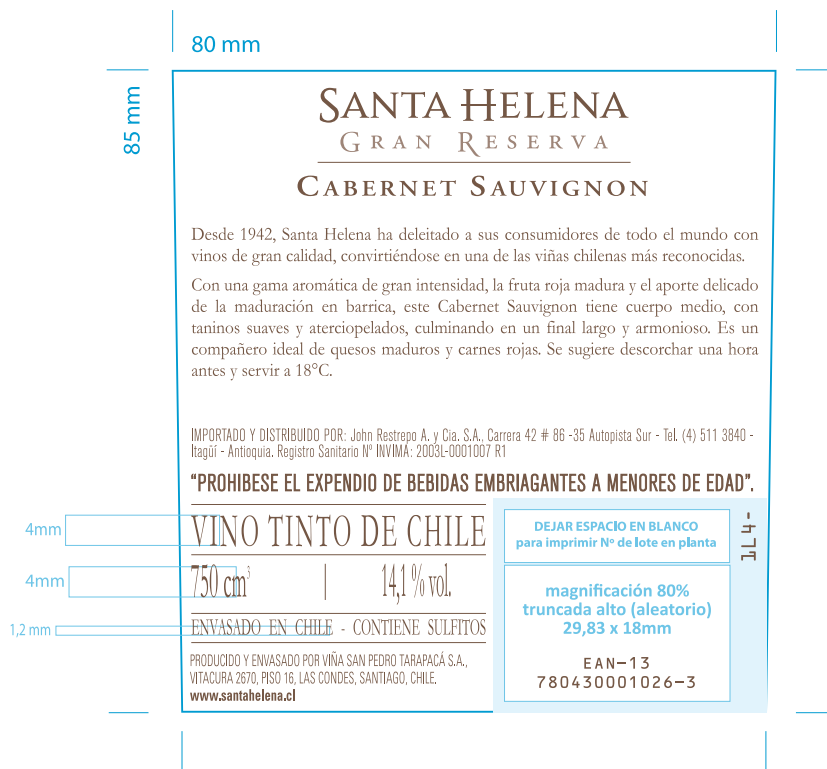 80 mm
85 mm
SANTA HELENA
GRAN RESERVA
CABERNET SAUVIGNON
Desde 1942, Santa Helena ha deleitado a sus consumidores de todo el mundo con
vinos de gran calidad, convirtiéndose en una de las viñas chilenas más reconocidas.
Con una gama aromática de gran intensidad, la fruta roja madura y el aporte delicado
de la maduración en barrica, este Cabernet Sauvignon tiene cuerpo medio, con
taninos suaves y aterciopelados, culminando en un final largo y armonioso. Es un
compañero ideal de quesos maduros y carnes rojas. Se sugiere descorchar una hora
antes y servir a 18°C.
IMPORTADO Y DISTRIBUIDO POR: John Restrepo A. y Cia. S.A., Carrera 42 # 86 -35 Autopista Sur - Tel. (4) 511 3840 -
Itagüí - Antioquia. Registro Sanitario Nº INVIMA: 2003L-0001007 R1
“PROHIBESE EL EXPENDIO DE BEBIDAS EMBRIAGANTES A MENORES DE EDAD”.
4mm
VINO TINTO DE CHILE
4mm
750 cm³ | 14,1 % vol.
1,2 mm
ENVASADO EN CHILE - CONTIENE SULFITOS
PRODUCIDO Y ENVASADO POR VIÑA SAN PEDRO TARAPACÁ S.A.,
VITACURA 2670, PISO 16, LAS CONDES, SANTIAGO, CHILE.
www.santahelena.cl
DEJAR ESPACIO EN BLANCO
para imprimir Nº de lote en planta
1L4-
magnificación 80%
truncada alto (aleatorio)
29,83 x 18mm
EAN-13
780430001026-3